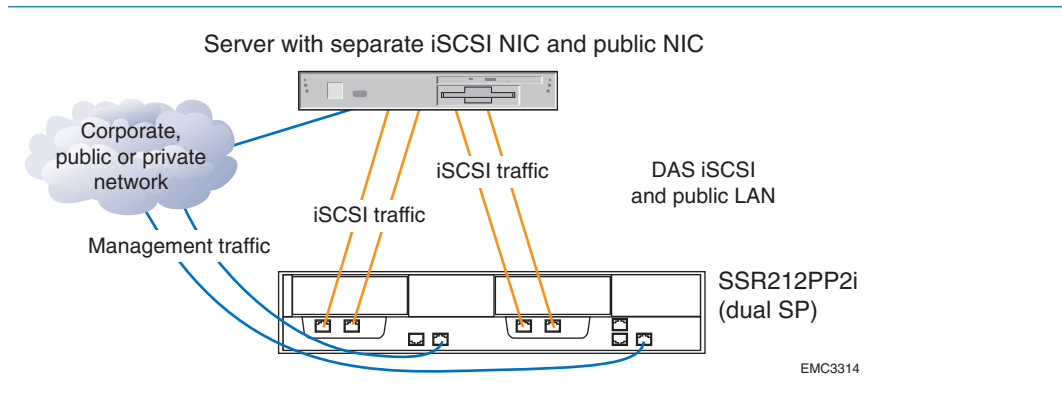 Server with separate iSCSI NIC and public NIC
Corporate,
public or private
network
iSCSI traffic
DAS iSCSI
and public LAN
iSCSI traffic
Management traffic
SSR212PP2i
(dual SP)
EMC3314